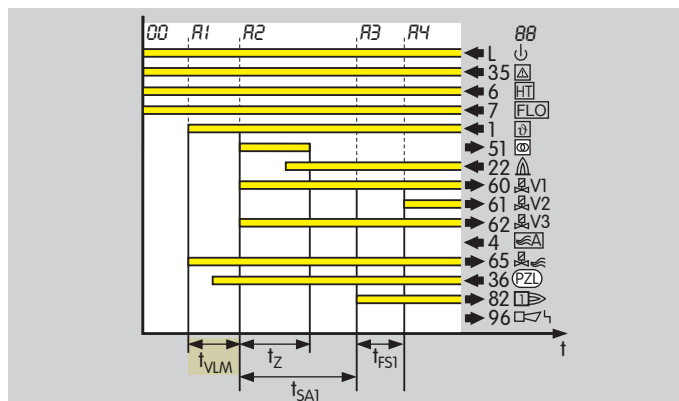 00 A1 A2 A3 A4 88
L
35
6 HT
7 FLO
1 ϑ
51
22
60 V1
61 V2
62 V3
4 A
65
36 PZL
82 1
96
t
tVLM tZ tFS1
tSA1